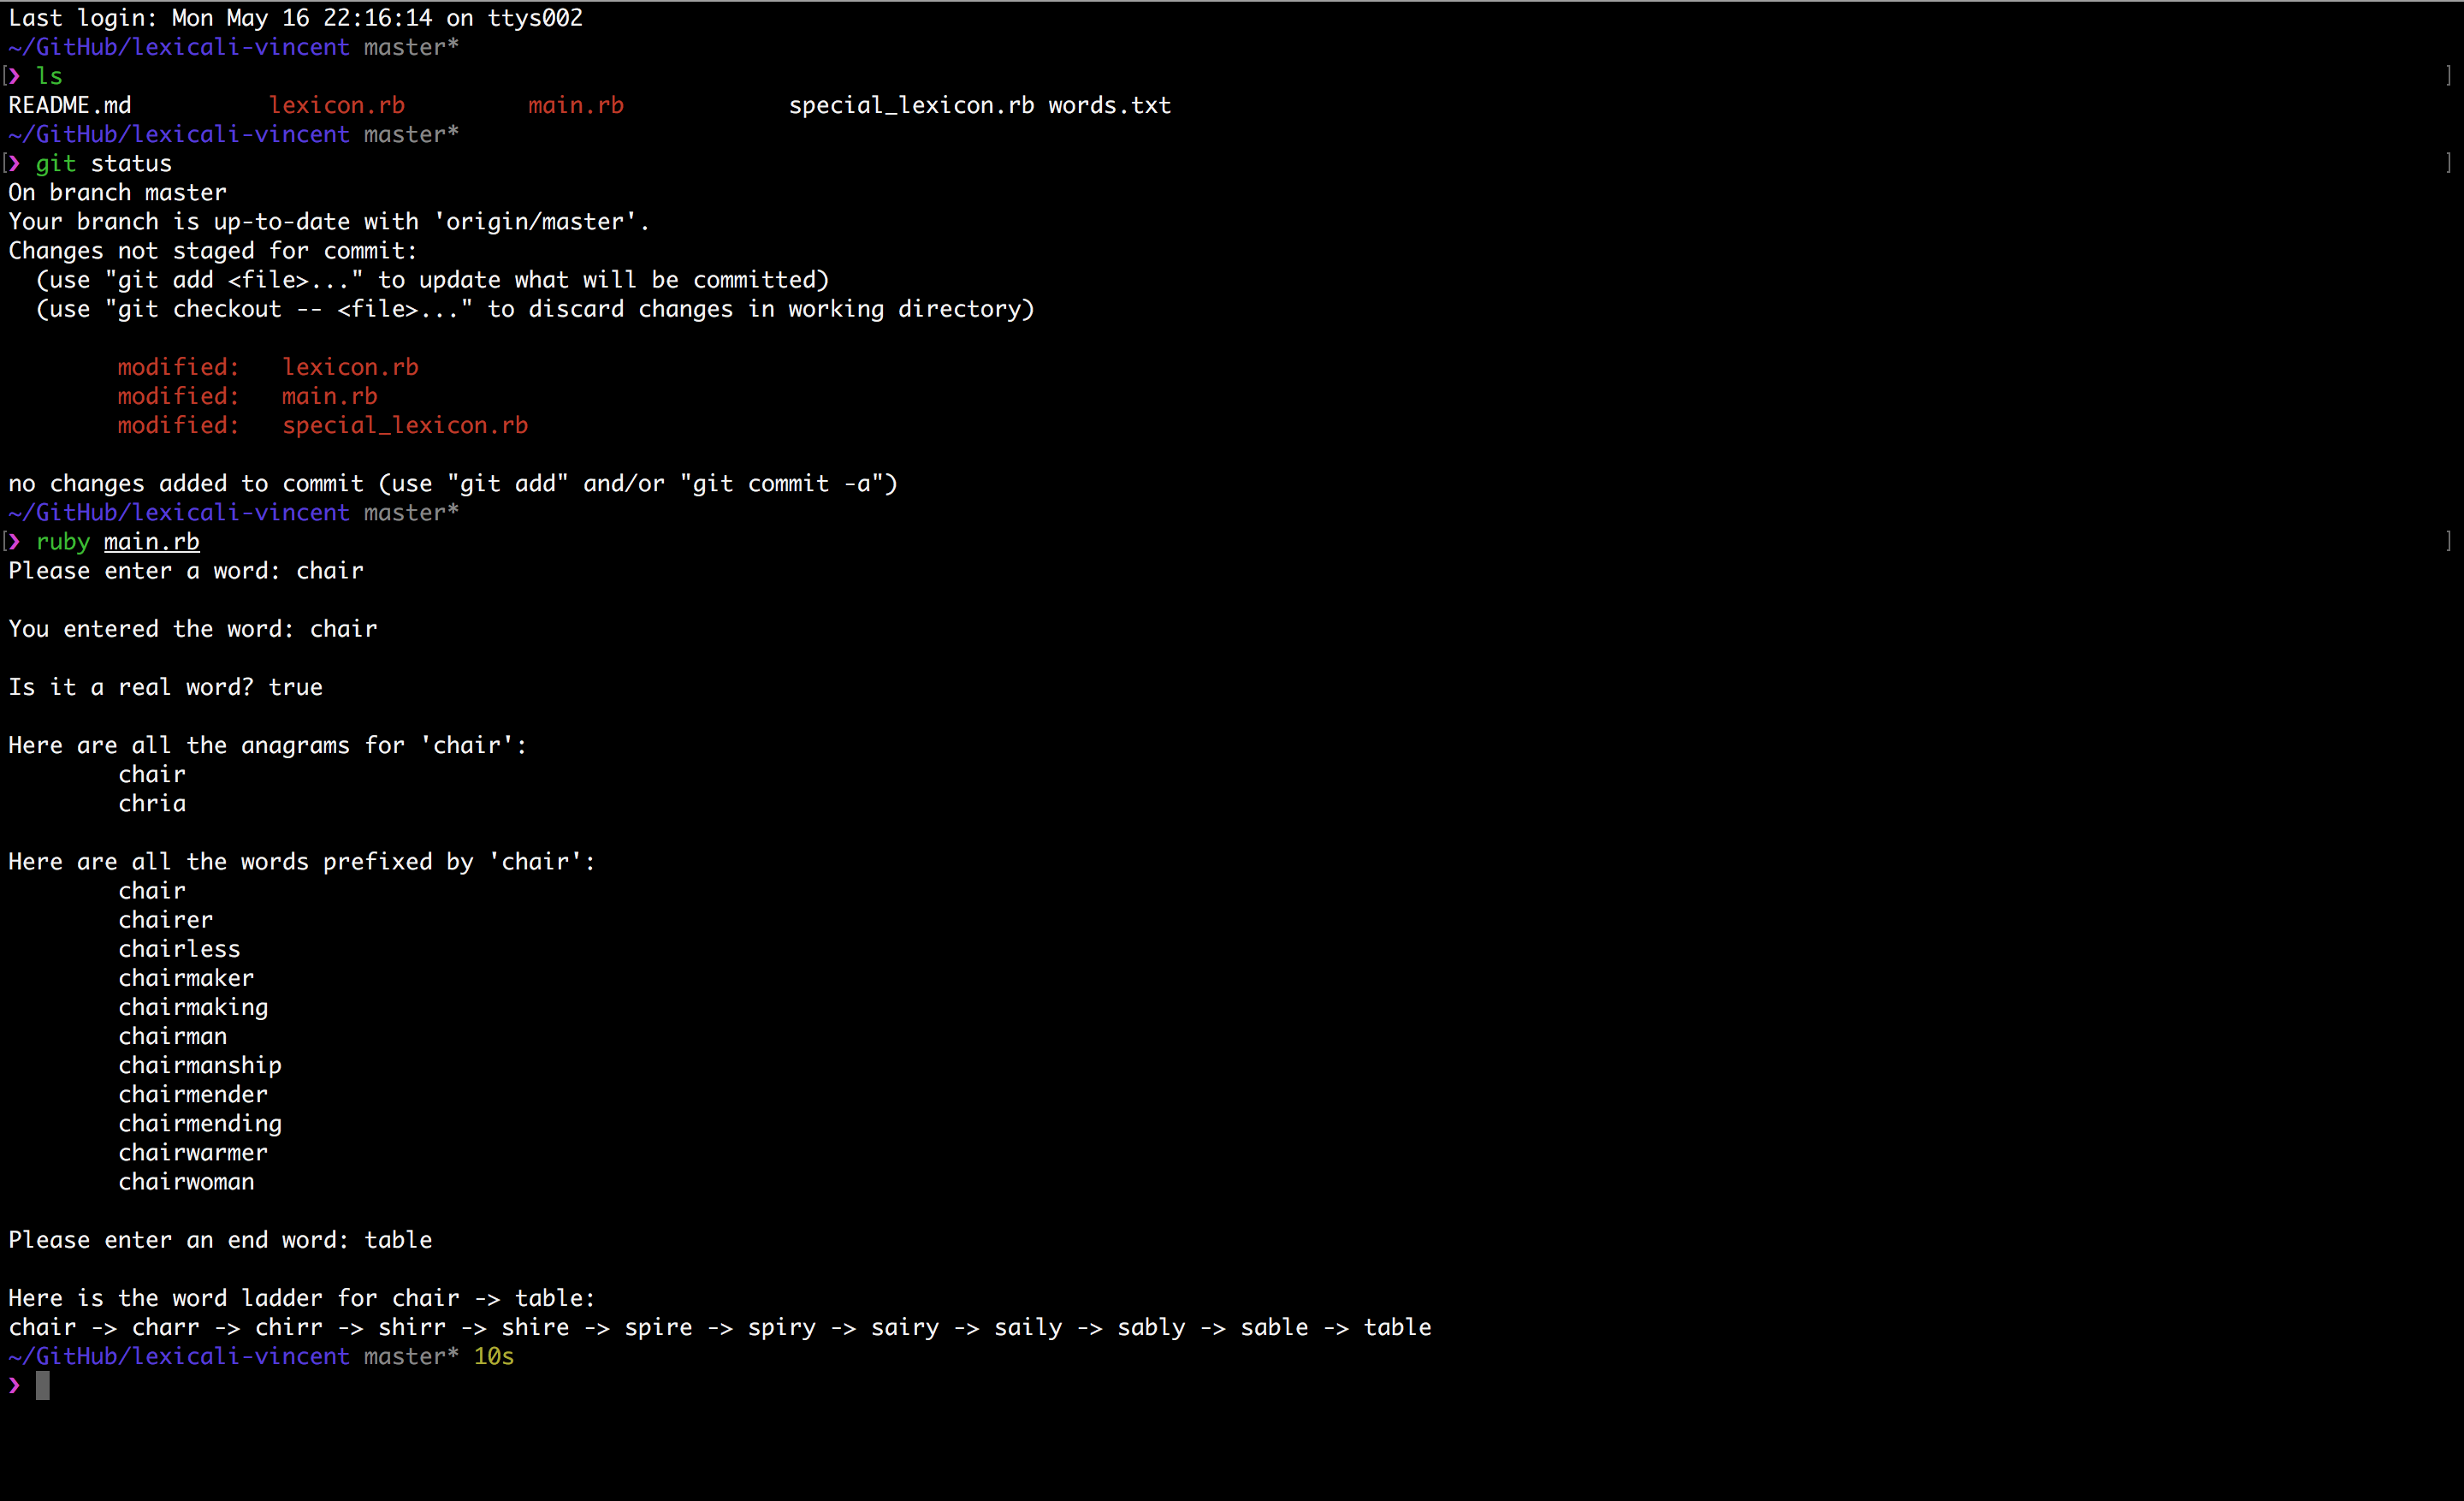 Last login: Mon May 16 22:16:14 on ttys002
~/GitHub/lexicali-vincent master*
[❯ ls ]
README.md lexicon.rb main.rb special_lexicon.rb words.txt
~/GitHub/lexicali-vincent master*
[❯ git status ]
On branch master
Your branch is up-to-date with 'origin/master'.
Changes not staged for commit:
  (use "git add <file>..." to update what will be committed)
  (use "git checkout -- <file>..." to discard changes in working directory)
        modified:   lexicon.rb
        modified:   main.rb
        modified:   special_lexicon.rb
no changes added to commit (use "git add" and/or "git commit -a")
~/GitHub/lexicali-vincent master*
[❯ ruby main.rb ]
Please enter a word: chair
You entered the word: chair
Is it a real word? true
Here are all the anagrams for 'chair':
        chair
        chria
Here are all the words prefixed by 'chair':
        chair
        chairer
        chairless
        chairmaker
        chairmaking
        chairman
        chairmanship
        chairmender
        chairmending
        chairwarmer
        chairwoman
Please enter an end word: table
Here is the word ladder for chair -> table:
chair -> charr -> chirr -> shirr -> shire -> spire -> spiry -> sairy -> saily -> sably -> sable -> table
~/GitHub/lexicali-vincent master* 10s
❯